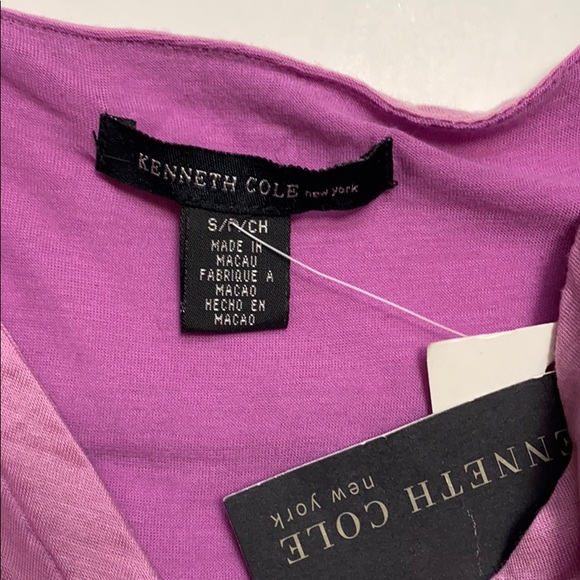 KENNETH COLE new york
S/P/CH
MADE IN
MACAU
FABRIQUE A
MACAO
HECHO EN
MACAO
KENNETH COLE
new york